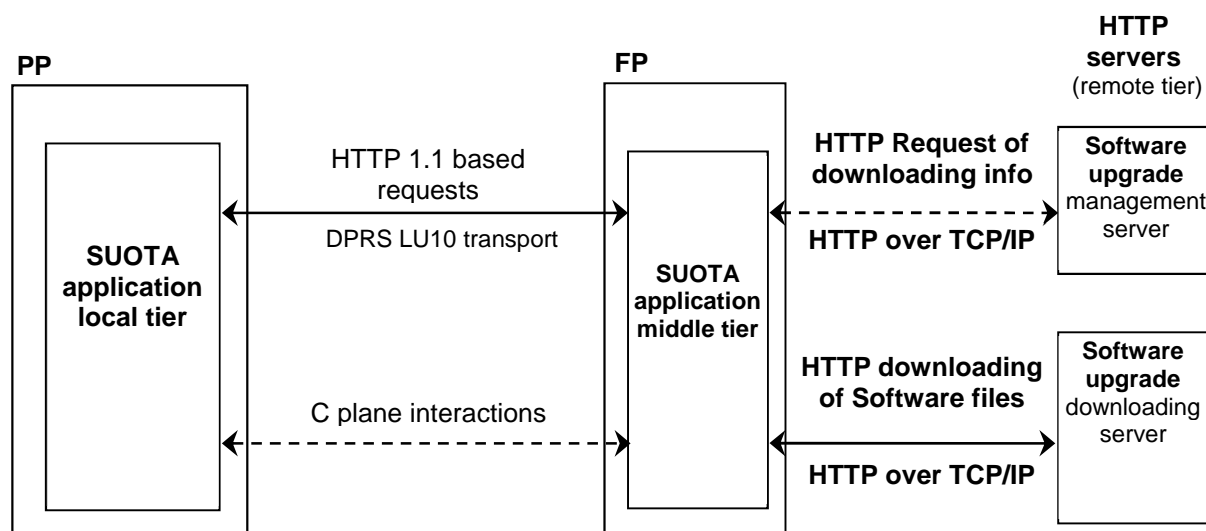 PP
FP
HTTP
servers
(remote tier)
HTTP 1.1 based
requests
DPRS LU10 transport
HTTP Request of
downloading info
HTTP over TCP/IP
Software
upgrade
management
server
SUOTA
application
local tier
SUOTA
application
middle tier
C plane interactions
HTTP downloading
of Software files
HTTP over TCP/IP
Software
upgrade
downloading
server